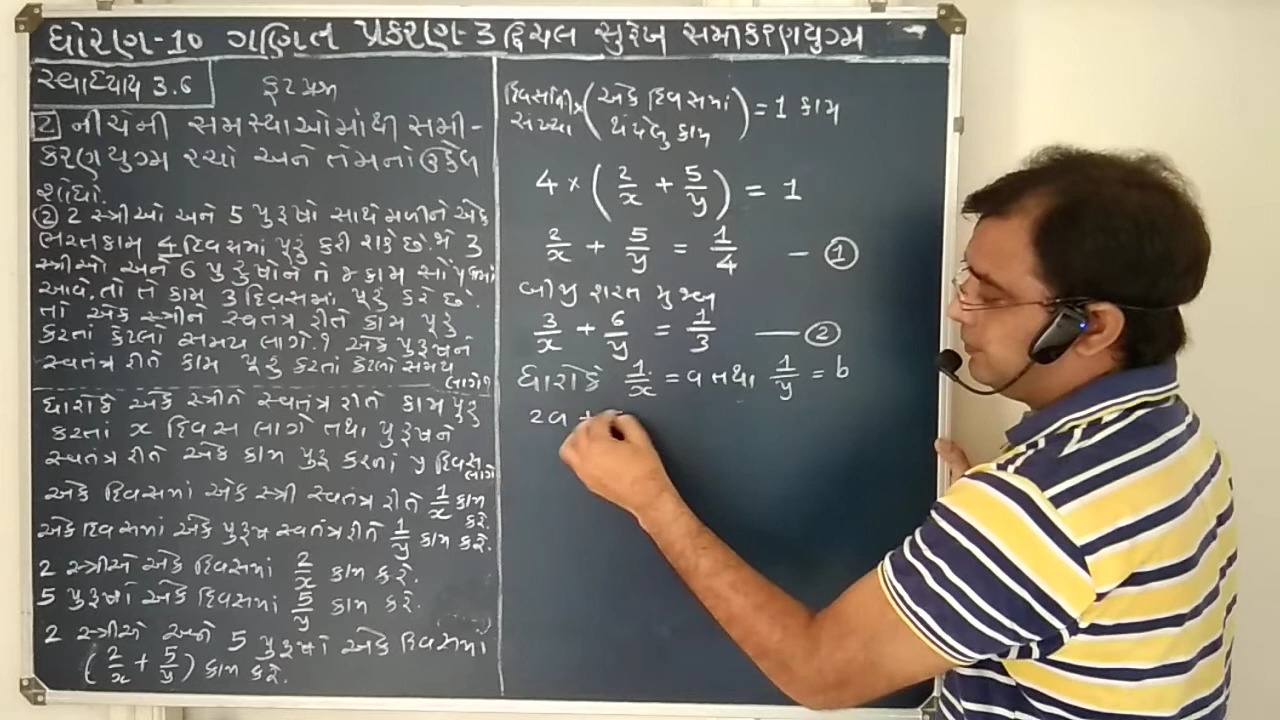 ધોરણ-10 ગણિત પ્રકરણ-3 દ્વિચલ સુરેખ સમીકરણયુગ્મ
સ્વાધ્યાય 3.6
કૂટપ્રશ્ન
2 નીચેની સમસ્યાઓમાંથી સમી-
કરણયુગ્મ રચો અને તેમનાં ઉકેલ
શોધો.
② 2 સ્ત્રીઓ અને 5 પુરુષો સાથે મળીને એક
ભરતકામ 4 દિવસમાં પૂરું કરી શકે છે. જો 3
સ્ત્રીઓ અને 6 પુરુષોને તે જ કામ સોંપવામાં
આવે, તો તે કામ 3 દિવસમાં પૂરું કરે છે.
તો એક સ્ત્રીને સ્વતંત્ર રીતે કામ પૂરું
કરતાં કેટલો સમય લાગે ? એક પુરુષને
સ્વતંત્ર રીતે કામ પૂરું કરતાં કેટલો સમય
લાગે ?
ધારોકે એક સ્ત્રીને સ્વતંત્ર રીતે કામ પુરું
કરતાં x દિવસ લાગે તથા પુરુષને
સ્વતંત્ર રીતે એક કામ પુરૂ કરતાં y દિવસ
લાગે
એક દિવસમાં એક સ્ત્રી સ્વતંત્ર રીતે 1/x કામ
કરે.
એક દિવસમાં એક પુરુષ સ્વતંત્ર રીતે 1/y કામ કરે.
2 સ્ત્રીઓ એક દિવસમાં 2/x કામ કરે.
5 પુરુષો એક દિવસમાં 5/y કામ કરે.
2 સ્ત્રીઓ અને 5 પુરૂષો એક દિવસમાં
(2/x + 5/y) કામ કરે.
દિવસોની સંખ્યા × (એક દિવસમાં થયેલું કામ) = 1 કામ
4 × (2/x + 5/y) = 1
2/x + 5/y = 1/4 — ①
બીજી શરત મુજબ
3/x + 6/y = 1/3 — ②
ધારોકે 1/x = a તથા 1/y = b
2a +